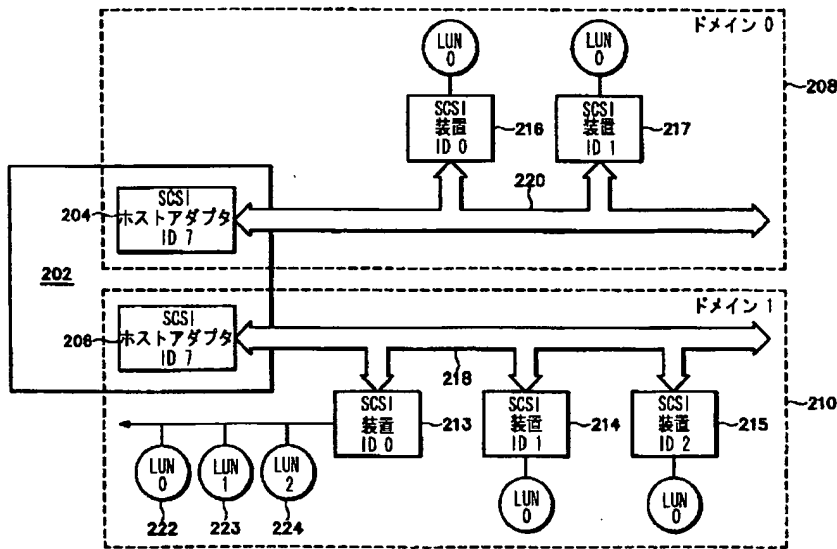 ドメイン 0
208
LUN
0
LUN
0
SCSI
装置
ID 0
216
SCSI
装置
ID 1
217
220
204
SCSI
ホストアダプタ
ID 7
202
ドメイン 1
206
SCSI
ホストアダプタ
ID 7
218
210
SCSI
装置
ID 0
213
SCSI
装置
ID 1
214
SCSI
装置
ID 2
215
LUN
0
222
LUN
1
223
LUN
2
224
LUN
0
LUN
0